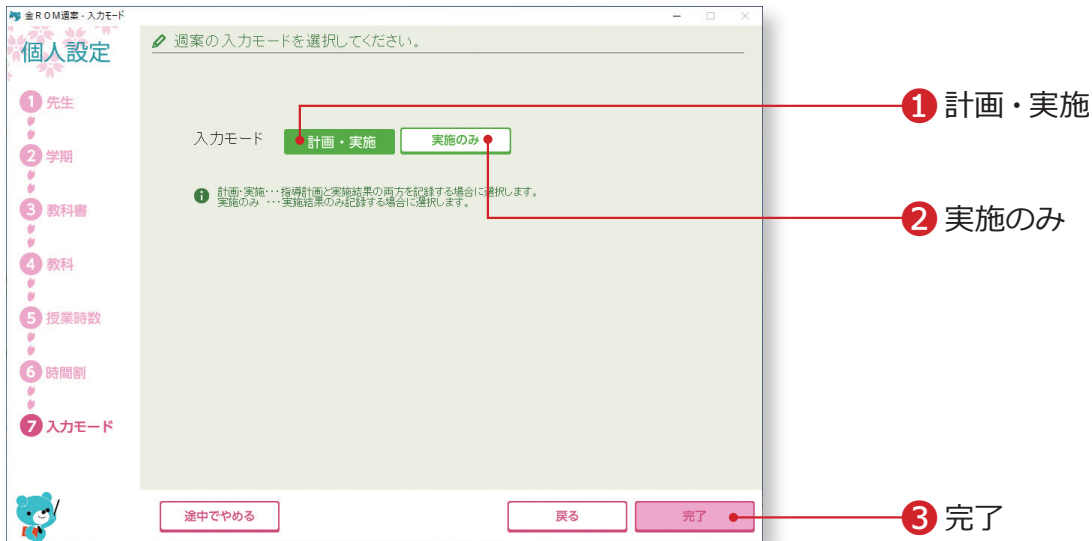 金ROM週案 - 入力モード
個人設定
週案の入力モードを選択してください。
1 先生
2 学期
3 教科書
4 教科
5 授業時数
6 時間割
7 入力モード
入力モード 計画・実施 実施のみ
計画・実施・・・指導計画と実施結果の両方を記録する場合に選択します。
実施のみ ・・・実施結果のみ記録する場合に選択します。
途中でやめる 戻る 完了
1 計画・実施
2 実施のみ
3 完了